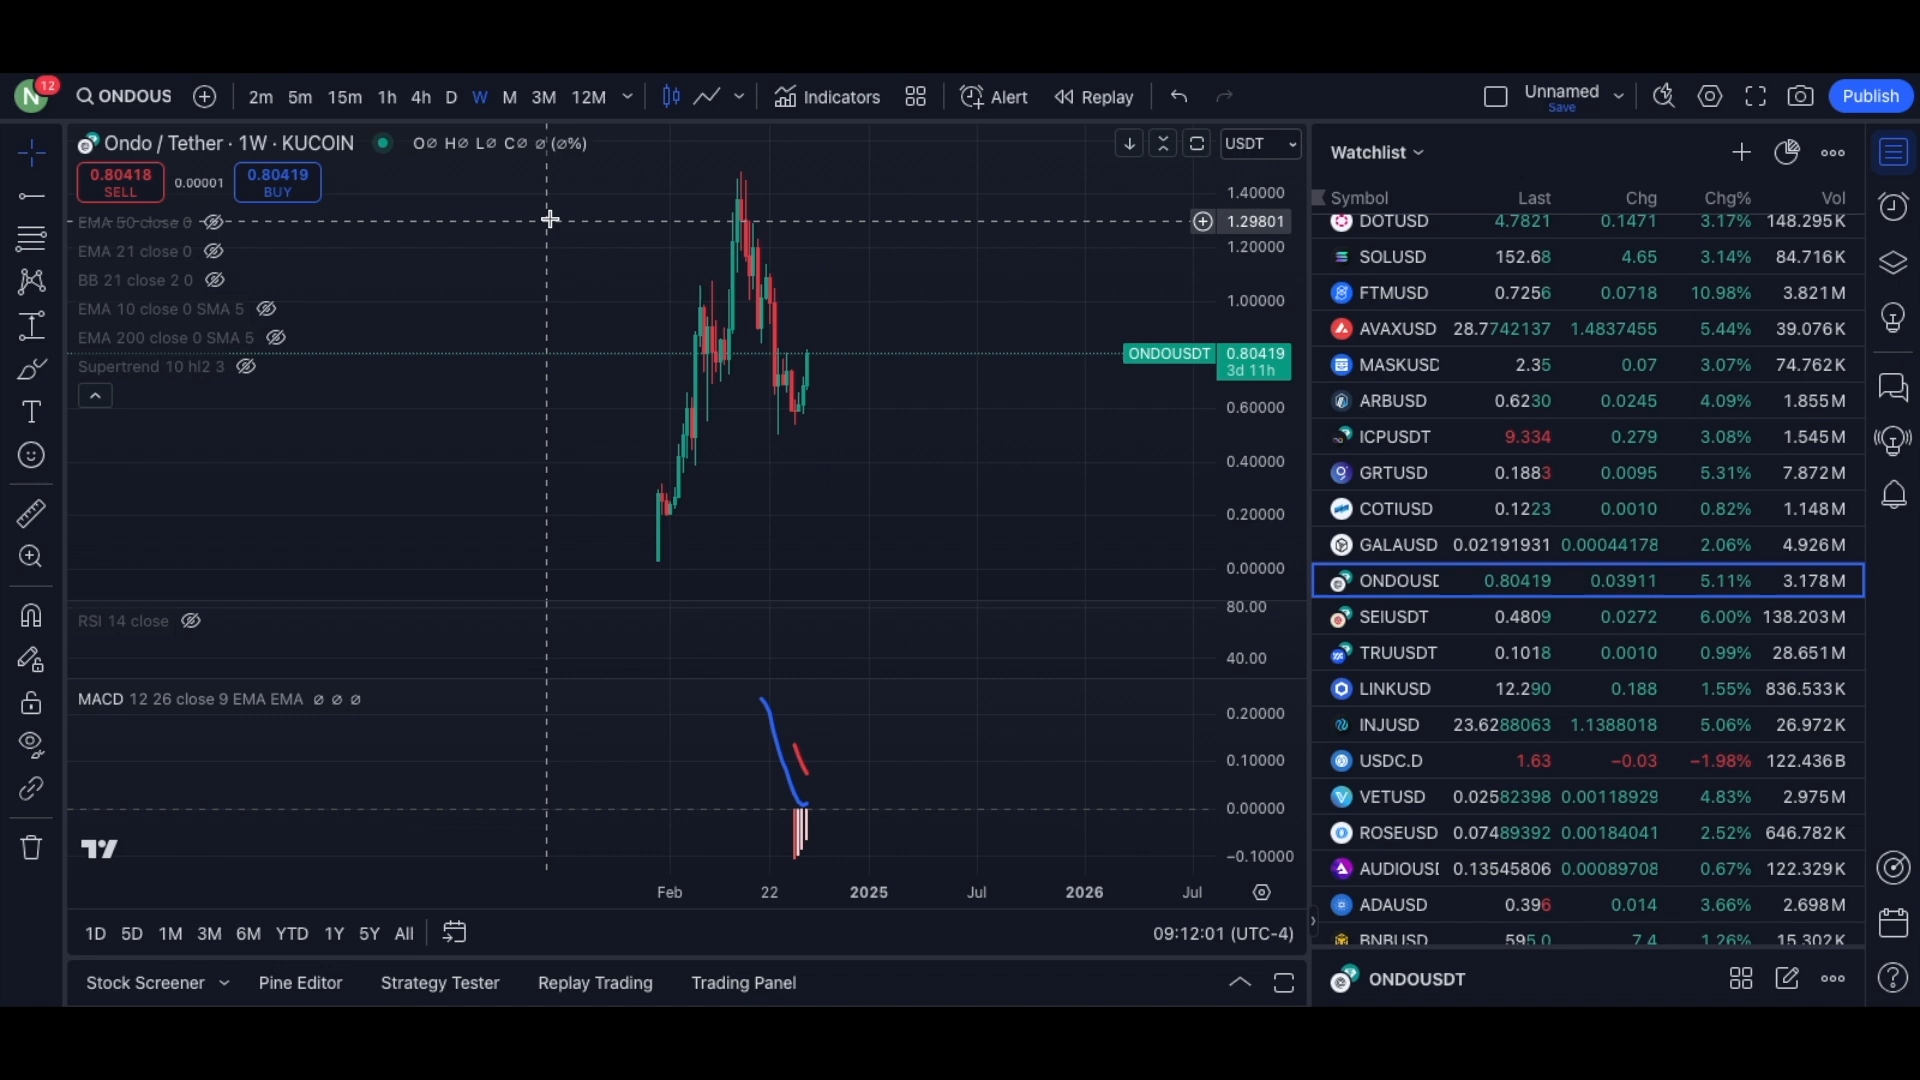 N 12 ONDOUS 2m 5m 15m 1h 4h D W M 3M 12M Indicators Alert Replay Unnamed Save Publish
Ondo / Tether · 1W · KUCOIN O∅ H∅ L∅ C∅ ∅ (∅%) USDT
0.80418 SELL 0.00001 0.80419 BUY
EMA 50 close 0
EMA 21 close 0
BB 21 close 2 0
EMA 10 close 0 SMA 5
EMA 200 close 0 SMA 5
Supertrend 10 hl2 3
1.40000
1.29801
1.20000
1.00000
ONDOUSDT 0.80419
3d 11h
0.60000
0.40000
0.20000
0.00000
RSI 14 close
80.00
40.00
MACD 12 26 close 9 EMA EMA ∅ ∅ ∅
0.20000
0.10000
0.00000
−0.10000
Feb 22 2025 Jul 2026 Jul
1D 5D 1M 3M 6M YTD 1Y 5Y All 09:12:01 (UTC-4)
Stock Screener Pine Editor Strategy Tester Replay Trading Trading Panel
Watchlist
Symbol Last Chg Chg% Vol
DOTUSD 4.7821 0.1471 3.17% 148.295K
SOLUSD 152.68 4.65 3.14% 84.716K
FTMUSD 0.7256 0.0718 10.98% 3.821M
AVAXUSD 28.7742137 1.4837455 5.44% 39.076K
MASKUSD 2.35 0.07 3.07% 74.762K
ARBUSD 0.6230 0.0245 4.09% 1.855M
ICPUSDT 9.334 0.279 3.08% 1.545M
GRTUSD 0.1883 0.0095 5.31% 7.872M
COTIUSD 0.1223 0.0010 0.82% 1.148M
GALAUSD 0.02191931 0.00044178 2.06% 4.926M
ONDOUSD 0.80419 0.03911 5.11% 3.178M
SEIUSDT 0.4809 0.0272 6.00% 138.203M
TRUUSDT 0.1018 0.0010 0.99% 28.651M
LINKUSD 12.290 0.188 1.55% 836.533K
INJUSD 23.6288063 1.1388018 5.06% 26.972K
USDC.D 1.63 −0.03 −1.98% 122.436B
VETUSD 0.02582398 0.00118929 4.83% 2.975M
ROSEUSD 0.07489392 0.00184041 2.52% 646.782K
AUDIOUSD 0.13545806 0.00089708 0.67% 122.329K
ADAUSD 0.396 0.014 3.66% 2.698M
BNBUSD 595.0 7.4 1.26% 15.302K
ONDOUSDT